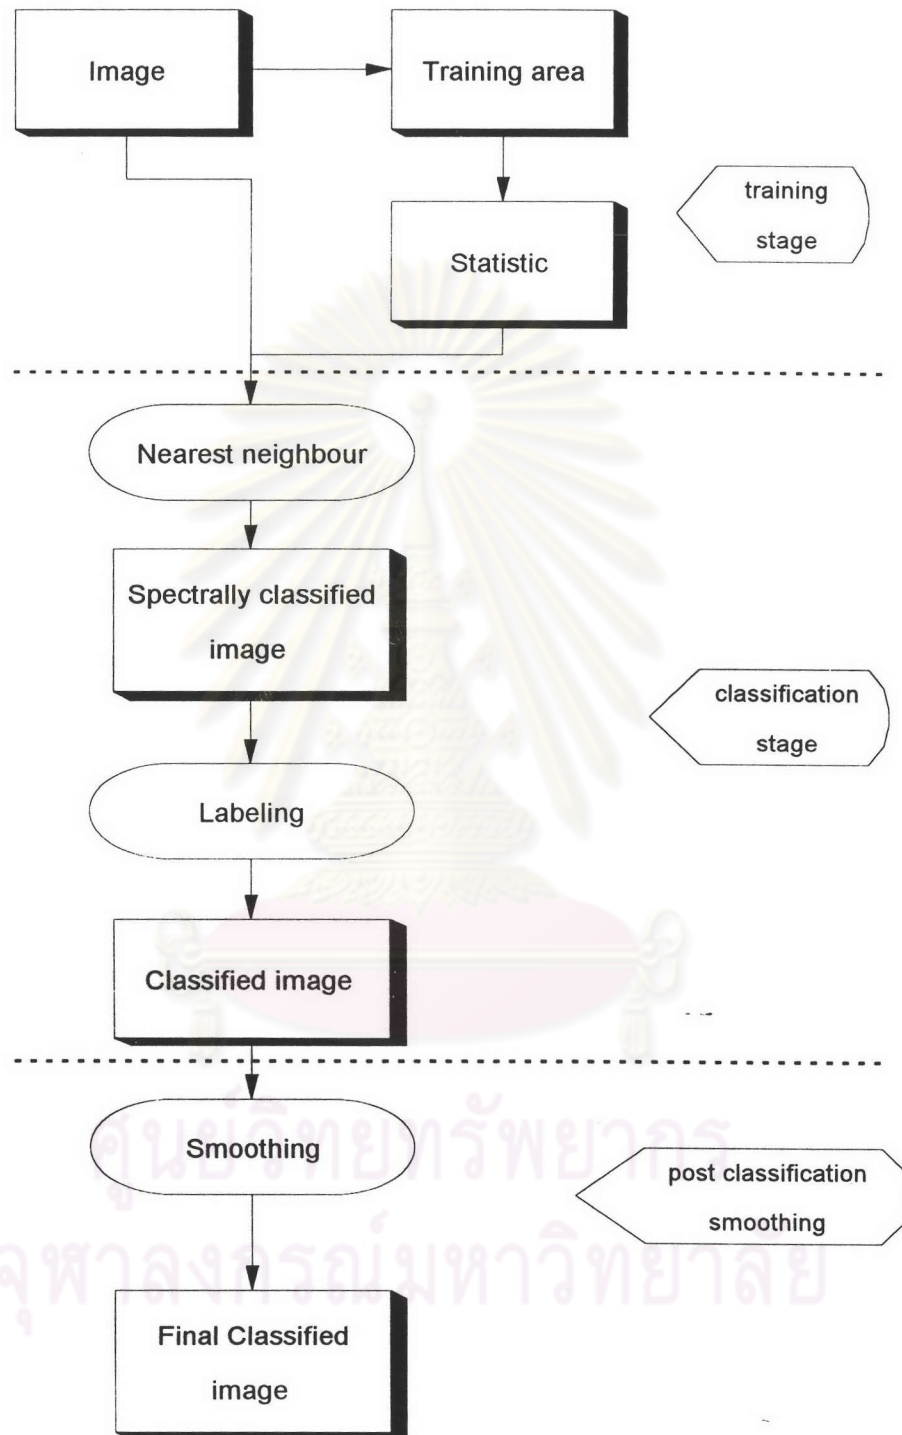 Image
Training area
training
stage
Statistic
Nearest neighbour
Spectrally classified
image
classification
stage
Labeling
Classified image
Smoothing
post classification
smoothing
ศูนย์วิทยทรัพยากร
จุฬาลงกรณ์มหาวิทยาลัย
Final Classified
image